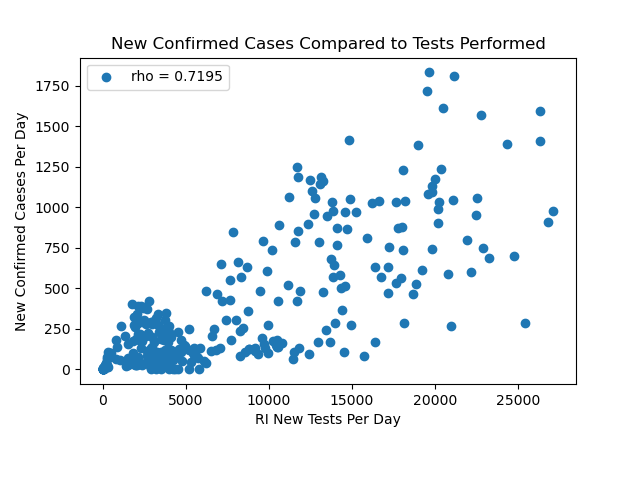 New Confirmed Cases Compared to Tests Performed
rho = 0.7195
1750
1500
1250
1000
750
500
250
0
New Confirmed Caeses Per Day
0 5000 10000 15000 20000 25000
RI New Tests Per Day